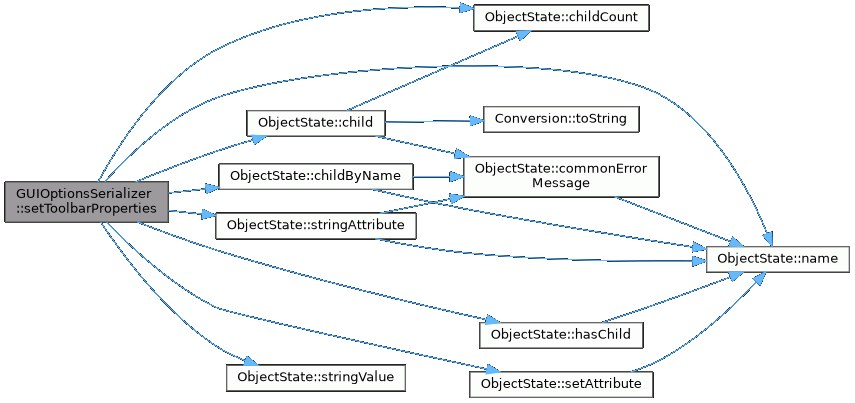 ObjectState::childCount
ObjectState::child
Conversion::toString
ObjectState::commonError
Message
ObjectState::childByName
GUIOptionsSerializer
::setToolbarProperties
ObjectState::stringAttribute
ObjectState::name
ObjectState::hasChild
ObjectState::stringValue
ObjectState::setAttribute